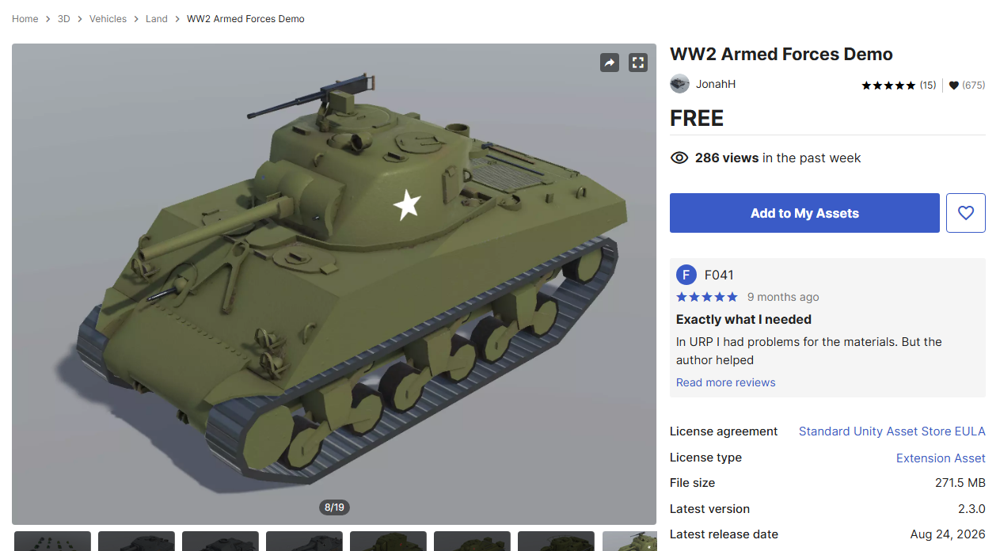 Home > 3D > Vehicles > Land > WW2 Armed Forces Demo
8/19
WW2 Armed Forces Demo
JonahH
(15) (675)
FREE
286 views in the past week
Add to My Assets
F F041
9 months ago
Exactly what I needed
In URP I had problems for the materials. But the
author helped
Read more reviews
License agreement Standard Unity Asset Store EULA
License type Extension Asset
File size 271.5 MB
Latest version 2.3.0
Latest release date Aug 24, 2026